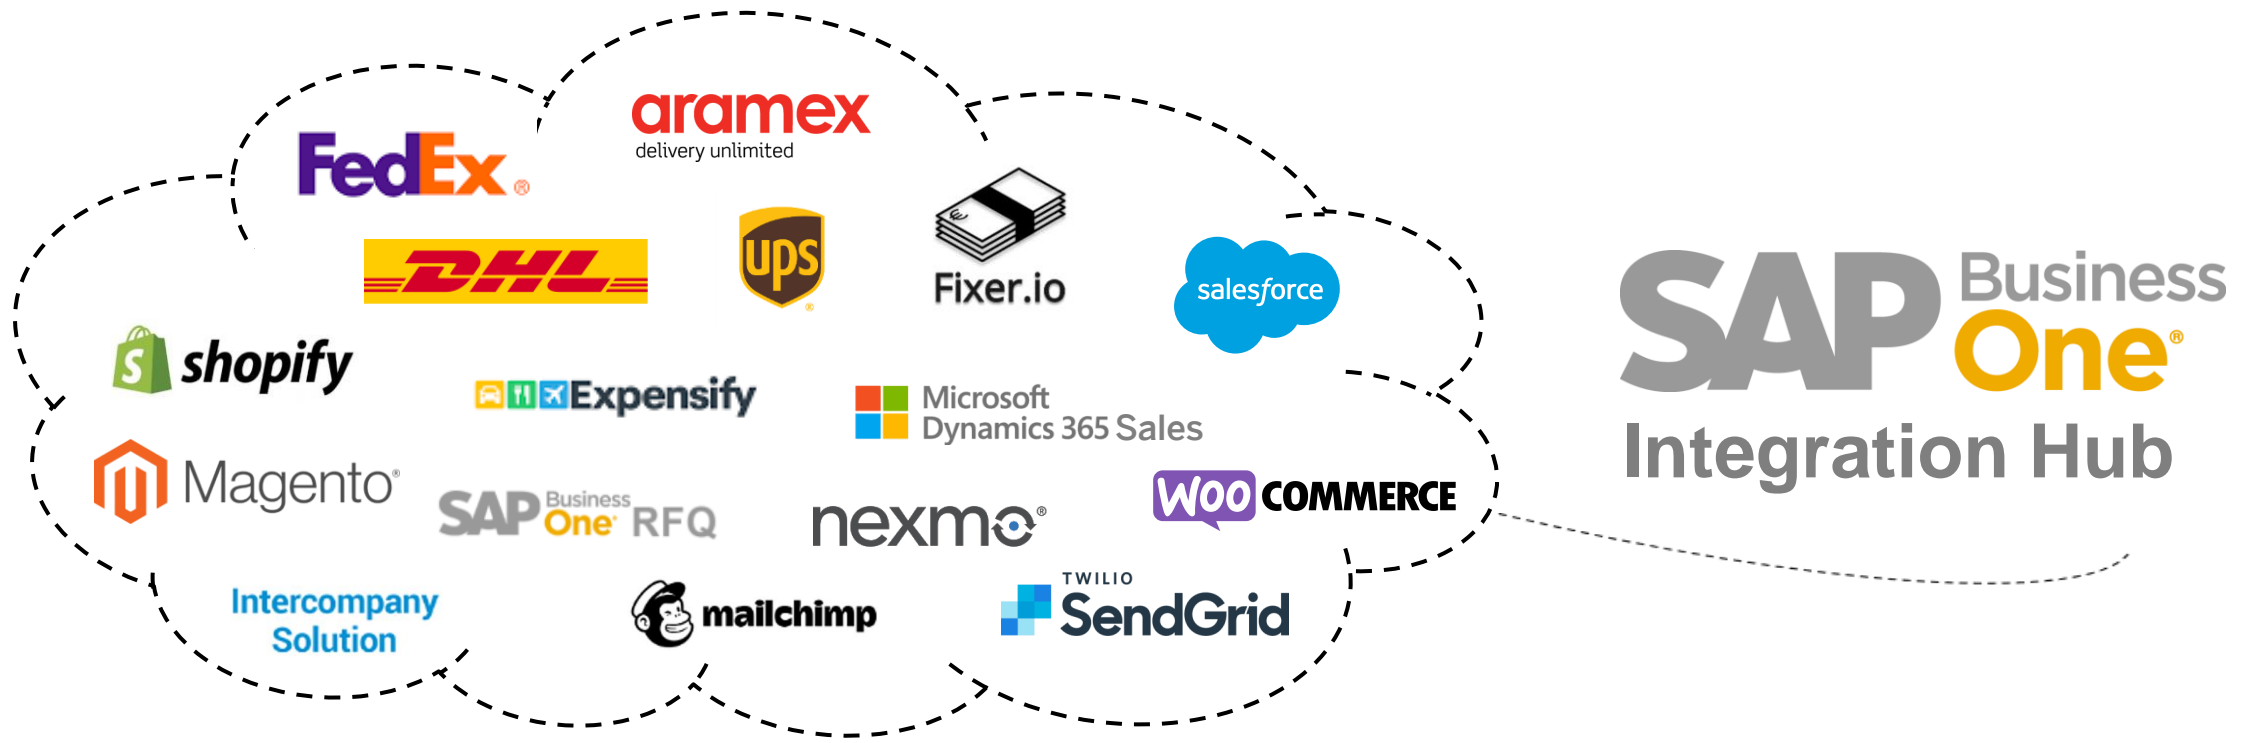 aramex
delivery unlimited
FedEx®
ups®
DHL
Fixer.io
salesforce
shopify
Expensify
Microsoft
Dynamics 365 Sales
Magento®
SAP Business
One® RFQ
nexmo®
WOO COMMERCE
Intercompany
Solution
mailchimp
TWILIO
SendGrid
SAP Business
One®
Integration Hub